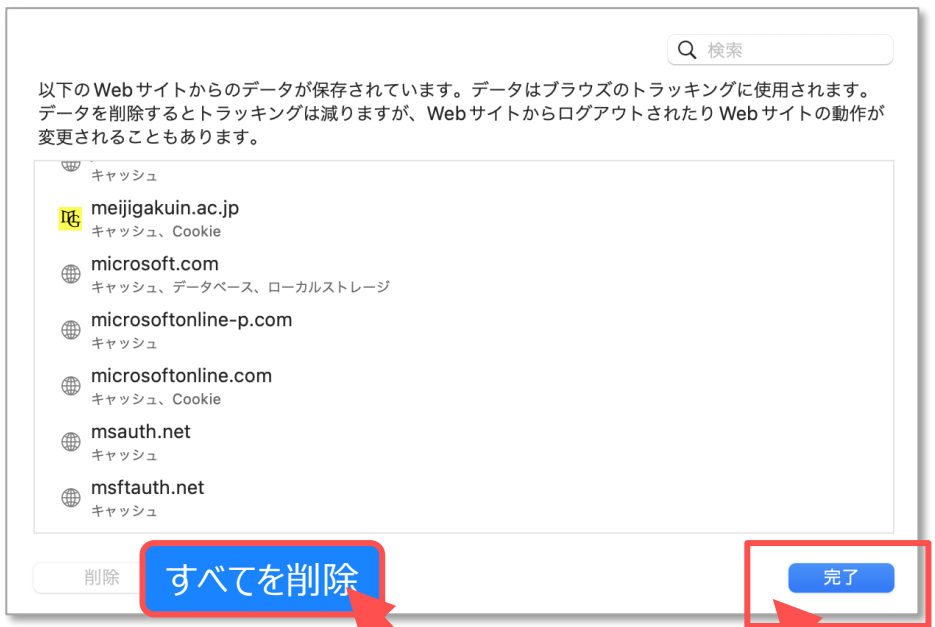 検索
以下のWebサイトからのデータが保存されています。データはブラウズのトラッキングに使用されます。
データを削除するとトラッキングは減りますが、Webサイトからログアウトされたり Webサイトの動作が
変更されることもあります。
キャッシュ
MG
meijigakuin.ac.jp
キャッシュ、Cookie
microsoft.com
キャッシュ、データベース、ローカルストレージ
microsoftonline-p.com
キャッシュ
microsoftonline.com
キャッシュ、Cookie
msauth.net
キャッシュ
msftauth.net
キャッシュ
削除
すべてを削除
完了